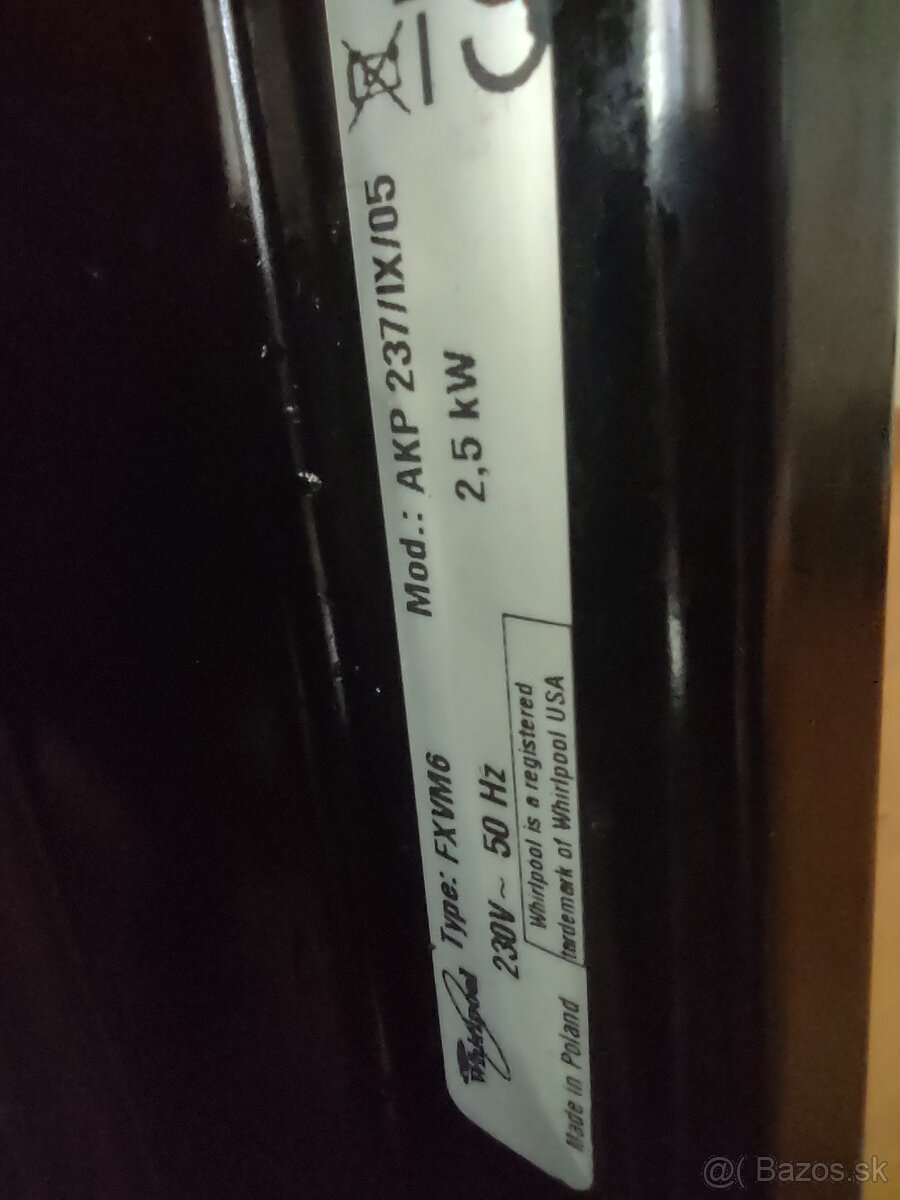 Whirlpool Type: FXVM6 Mod.: AKP 237/IX/05
230V ~ 50 Hz 2,5 kW
Whirlpool is a registered
trademark of Whirlpool USA
Made in Poland
@( Bazos.sk